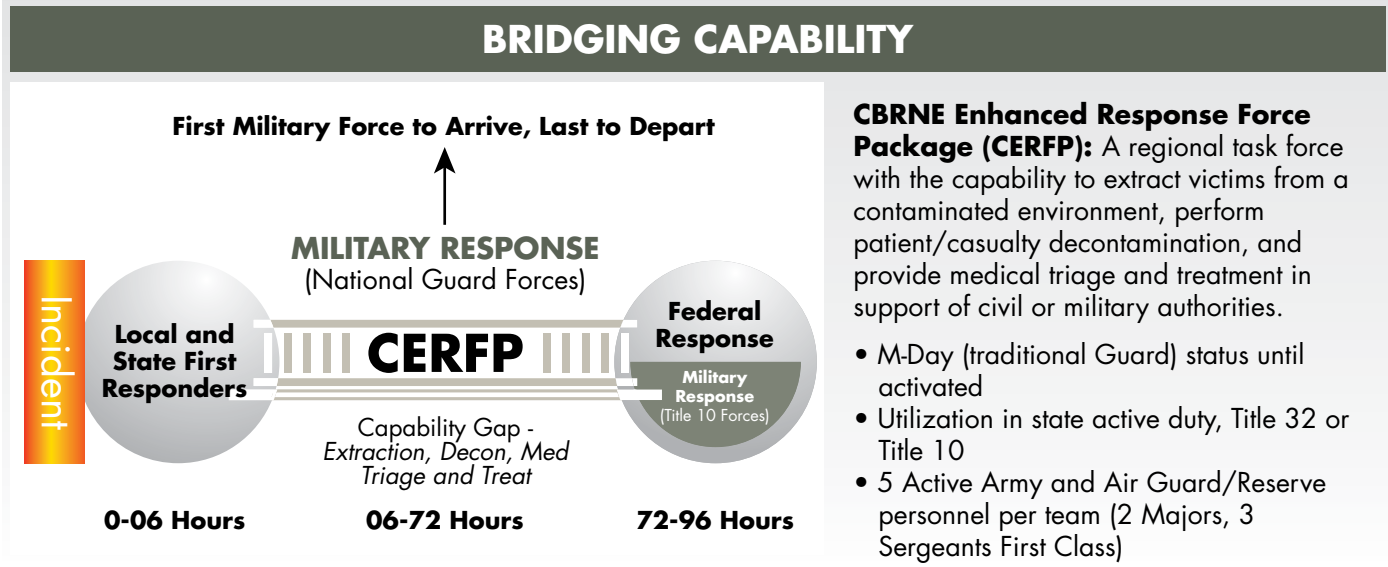 BRIDGING CAPABILITY
First Military Force to Arrive, Last to Depart
MILITARY RESPONSE
(National Guard Forces)
Incident
Local and
State First
Responders
CERFP
Federal
Response
Military
Response
(Title 10 Forces)
Capability Gap -
Extraction, Decon, Med
Triage and Treat
0-06 Hours
06-72 Hours
72-96 Hours
CBRNE Enhanced Response Force
Package (CERFP): A regional task force
with the capability to extract victims from a
contaminated environment, perform
patient/casualty decontamination, and
provide medical triage and treatment in
support of civil or military authorities.
• M-Day (traditional Guard) status until
activated
• Utilization in state active duty, Title 32 or
Title 10
• 5 Active Army and Air Guard/Reserve
personnel per team (2 Majors, 3
Sergeants First Class)